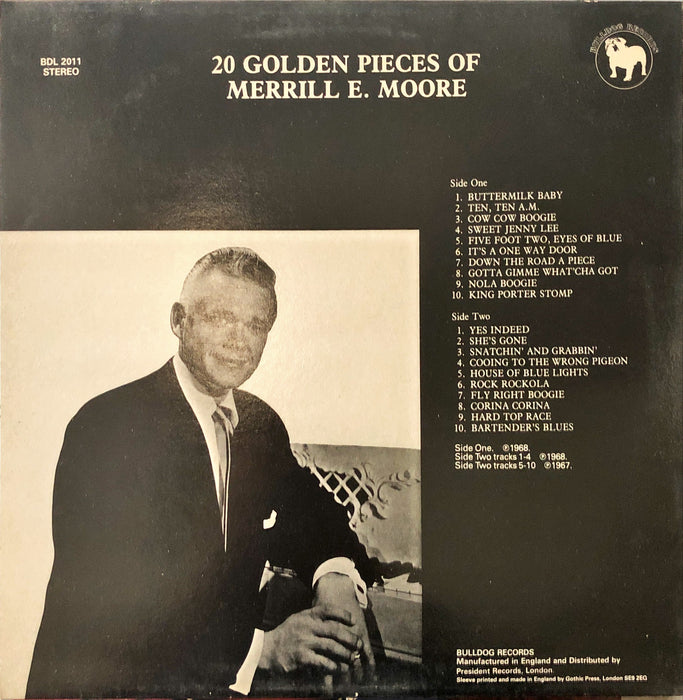 BDL 2011
STEREO
20 GOLDEN PIECES OF
MERRILL E. MOORE
BULLDOG RECORDS
Side One
1. BUTTERMILK BABY
2. TEN, TEN A.M.
3. COW COW BOOGIE
4. SWEET JENNY LEE
5. FIVE FOOT TWO, EYES OF BLUE
6. IT'S A ONE WAY DOOR
7. DOWN THE ROAD A PIECE
8. GOTTA GIMME WHAT'CHA GOT
9. NOLA BOOGIE
10. KING PORTER STOMP
Side Two
1. YES INDEED
2. SHE'S GONE
3. SNATCHIN' AND GRABBIN'
4. COOING TO THE WRONG PIGEON
5. HOUSE OF BLUE LIGHTS
6. ROCK ROCKOLA
7. FLY RIGHT BOOGIE
8. CORINA CORINA
9. HARD TOP RACE
10. BARTENDER'S BLUES
Side One. ℗1968.
Side Two tracks 1-4 ℗1968.
Side Two tracks 5-10 ℗1967.
BULLDOG RECORDS
Manufactured in England and Distributed by
President Records, London.
Sleeve printed and made in England by Gothic Press, London SE9 2EG